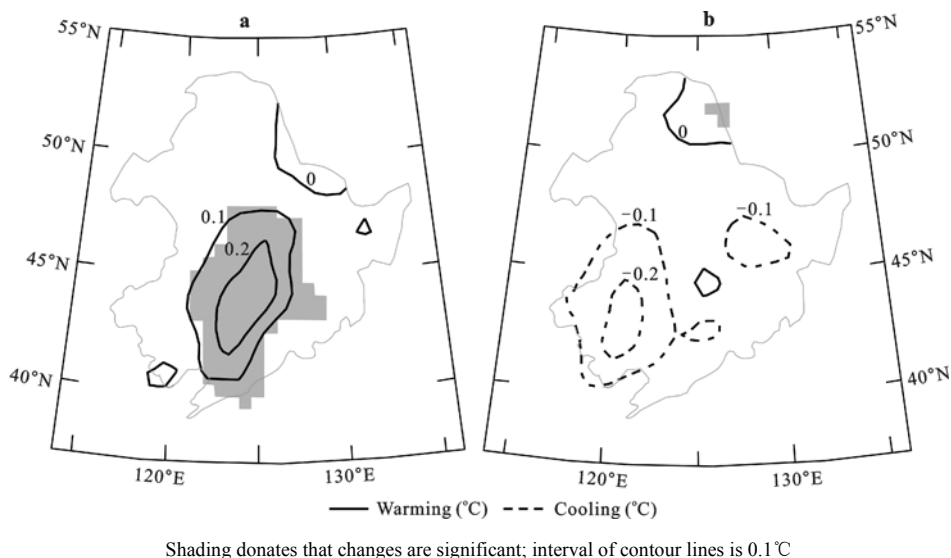 a
b
55°N
55°N
50°N
50°N
0
0
0.1
−0.1
−0.1
0.2
−0.2
45°N
45°N
40°N
40°N
120°E
130°E
120°E
130°E
Warming (°C)
Cooling (°C)
Shading donates that changes are significant; interval of contour lines is 0.1℃